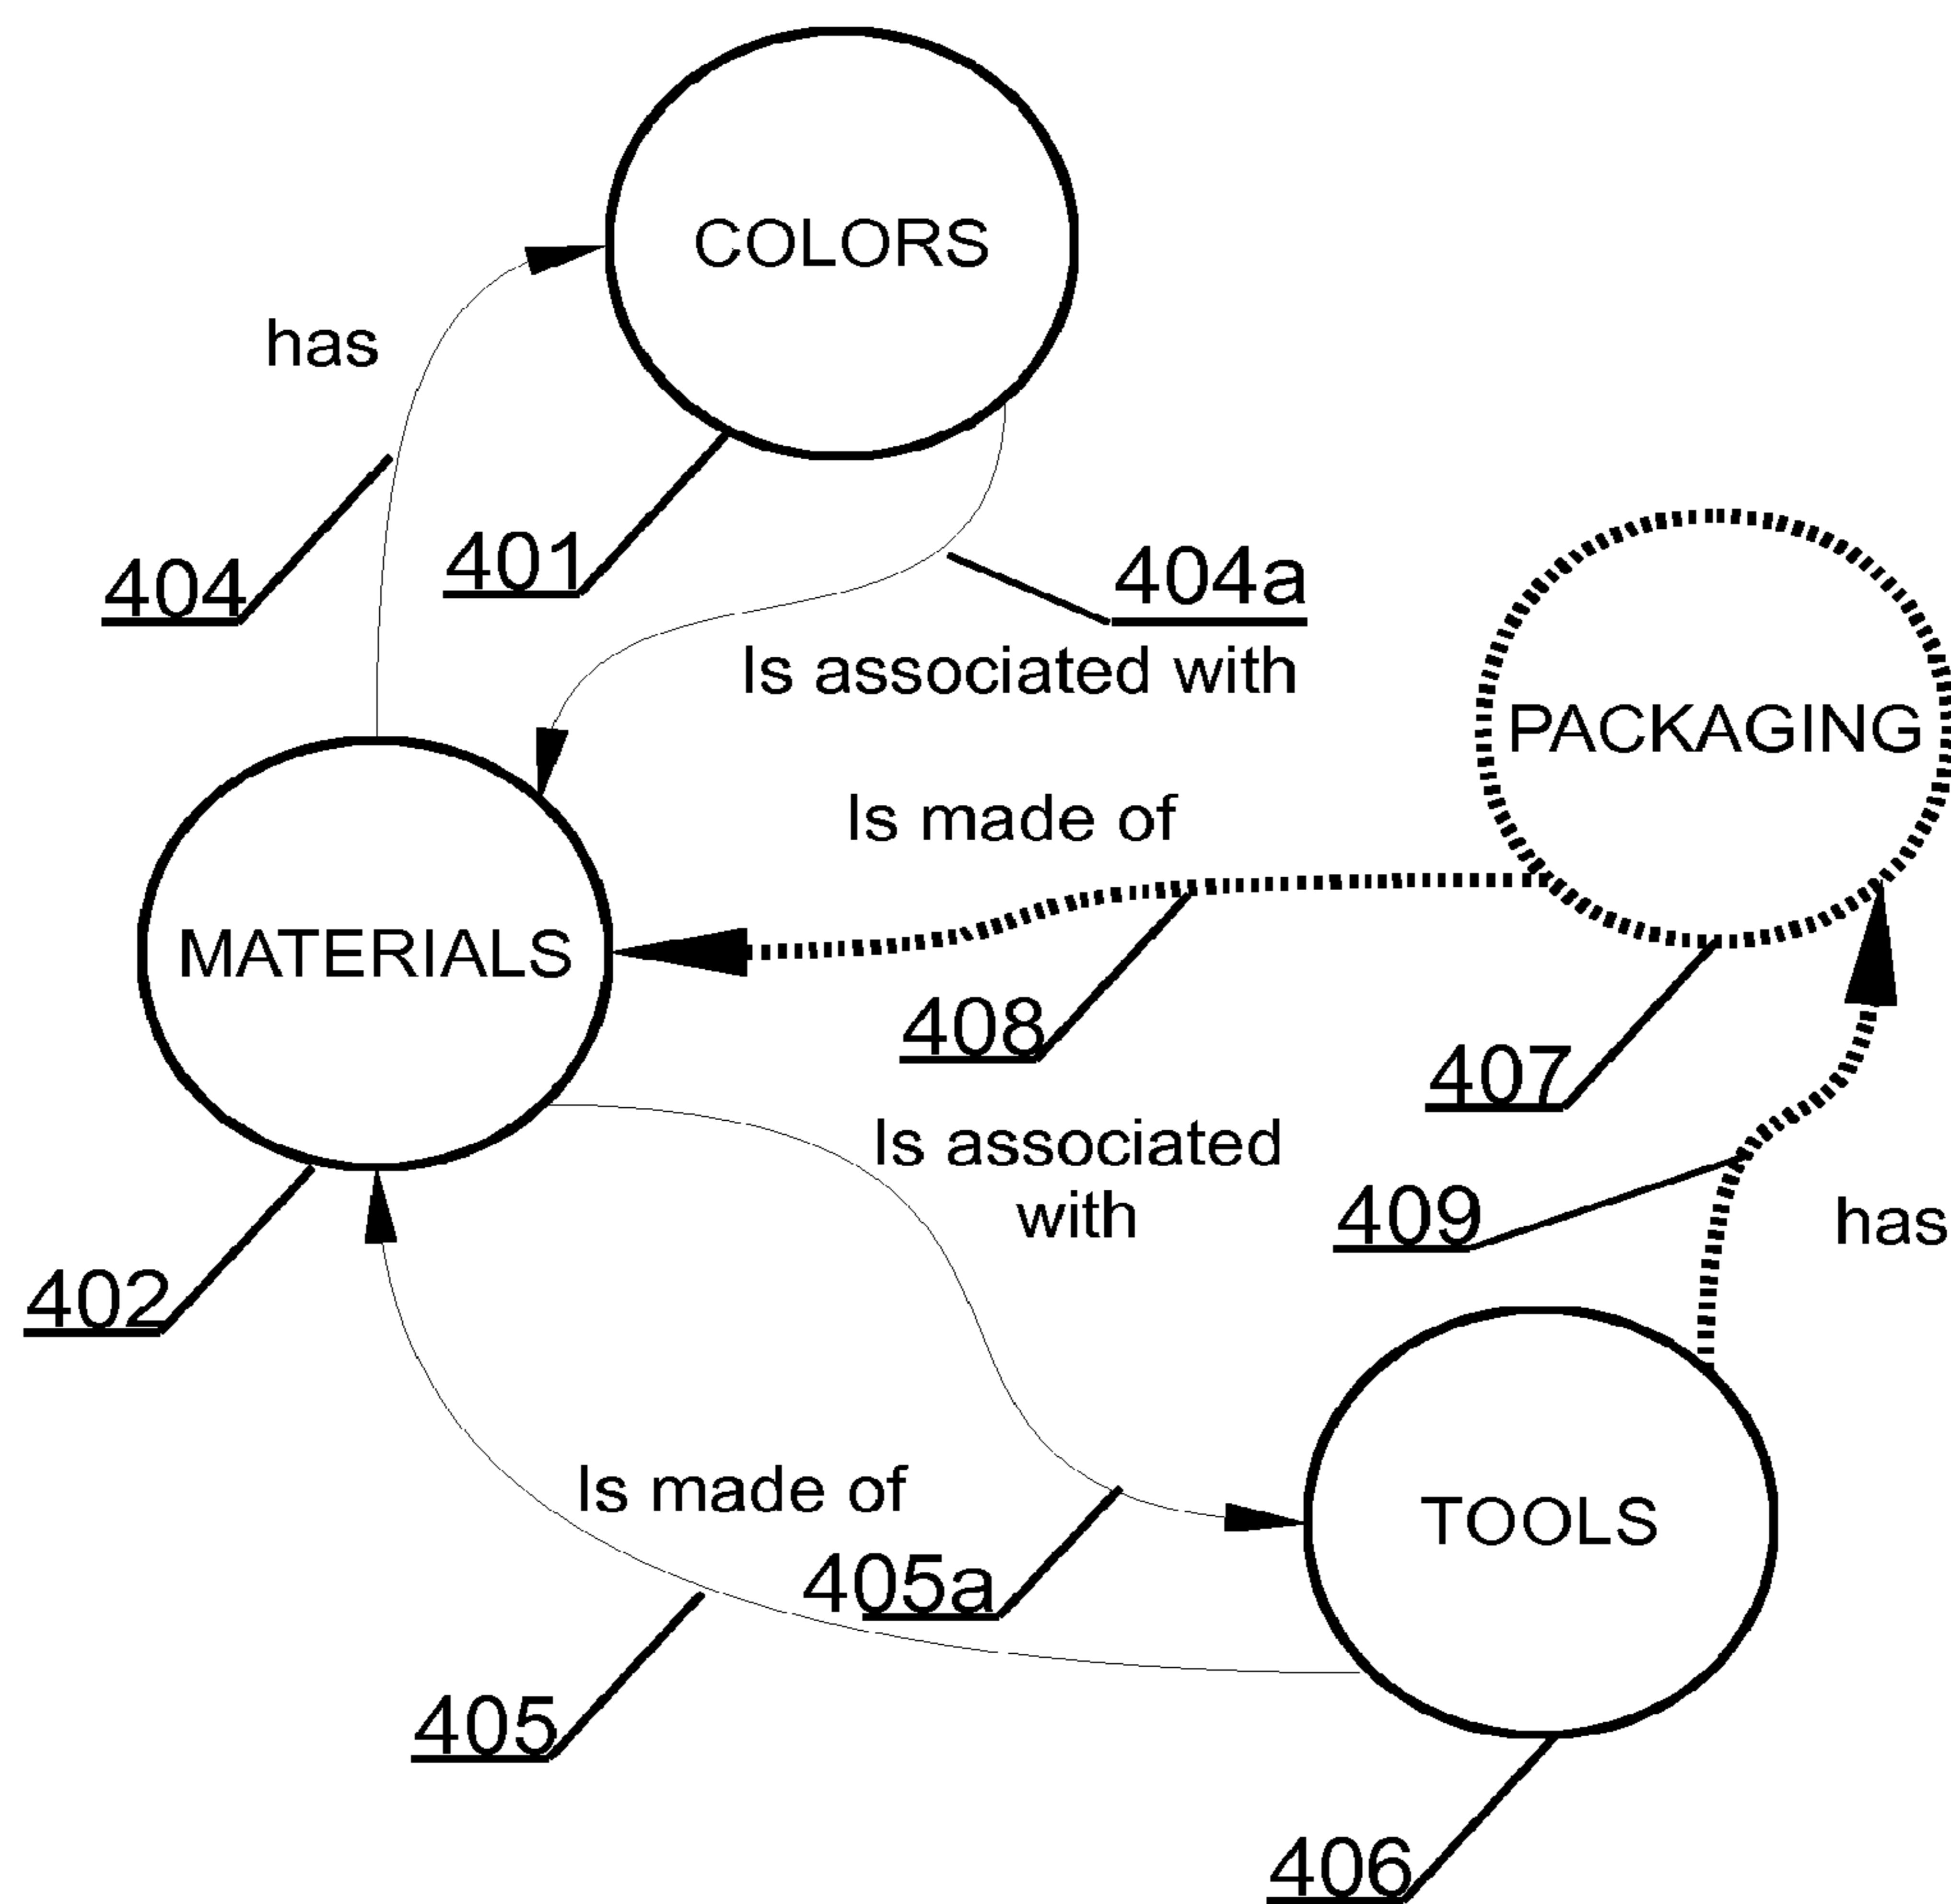 COLORS
has
401
404
404a
Is associated with
PACKAGING
Is made of
MATERIALS
408
407
Is associated
with
409
has
402
Is made of
TOOLS
405a
405
406